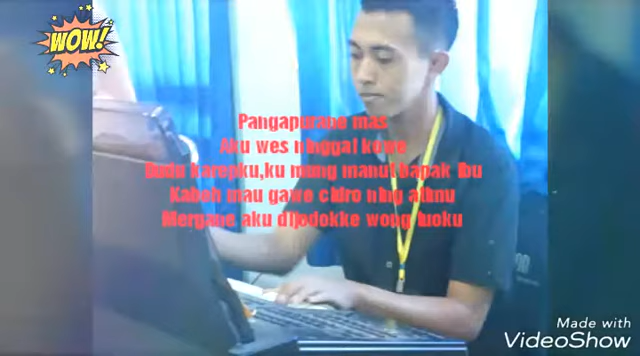 WOW!
Pangapurane mas
Aku wes ninggal kowe
Dudu karepku,ku mung manut bapak ibu
Kabeh mau gawe cidro ning atimu
Mergane aku dijodokke wong tuoku
Made with
VideoShow